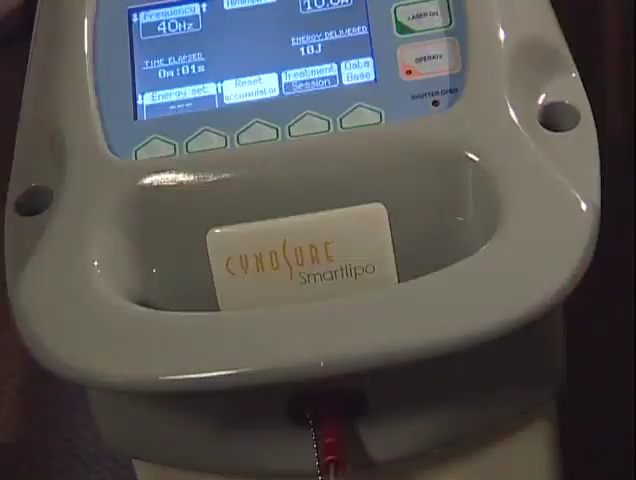 Frequency
40Hz
10.0W
LASER ON
TIME ELAPSED
0m:01s
ENERGY DELIVERED
10J
OPERATE
Energy set
---
Reset
accumulator
Treatment
Session
Data
Base
SHUTTER OPEN
CYNOSURE
Smartlipo